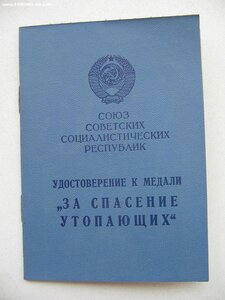 СОЮЗ
СОВЕТСКИХ
СОЦИАЛИСТИЧЕСКИХ
РЕСПУБЛИК
УДОСТОВЕРЕНИЕ К МЕДАЛИ
„ЗА СПАСЕНИЕ
УТОПАЮЩИХ“